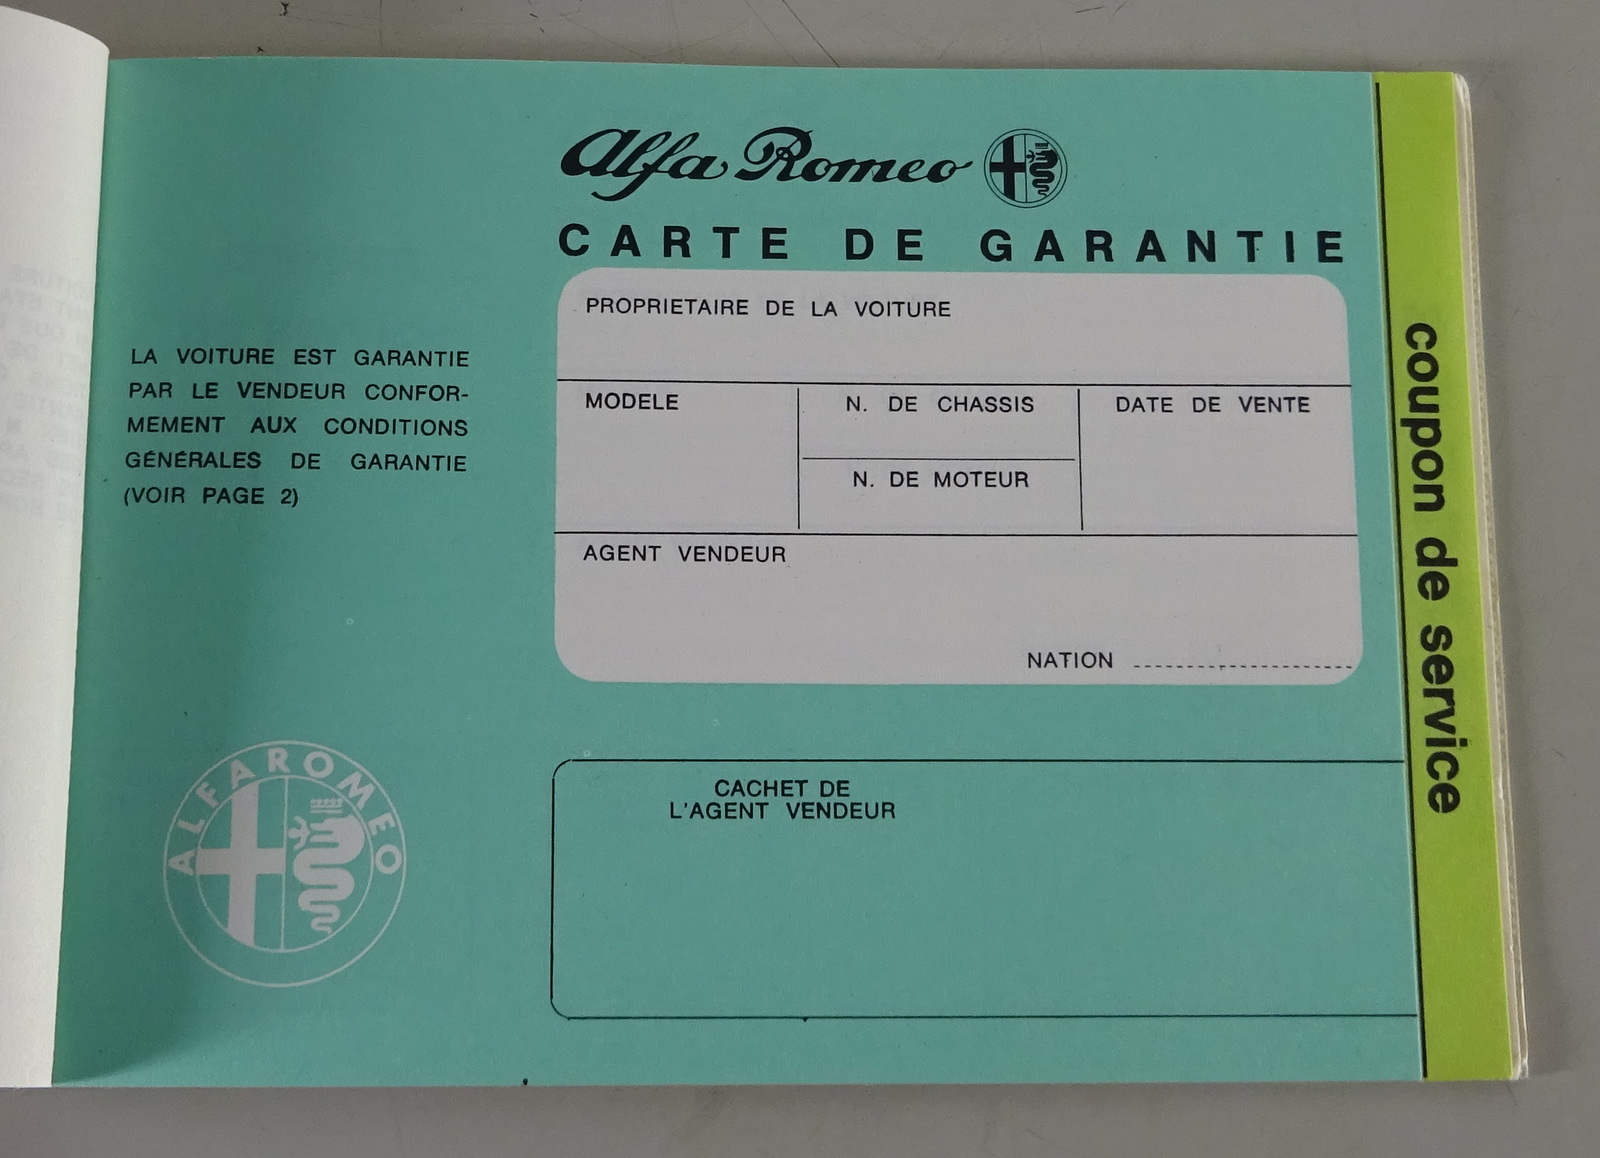 Alfa Romeo
CARTE DE GARANTIE
PROPRIETAIRE DE LA VOITURE
MODELE
N. DE CHASSIS
DATE DE VENTE
N. DE MOTEUR
AGENT VENDEUR
NATION
CACHET DE
L'AGENT VENDEUR
LA VOITURE EST GARANTIE
PAR LE VENDEUR CONFOR-
MEMENT AUX CONDITIONS
GÉNÉRALES DE GARANTIE
(VOIR PAGE 2)
ALFA ROMEO
coupon de service